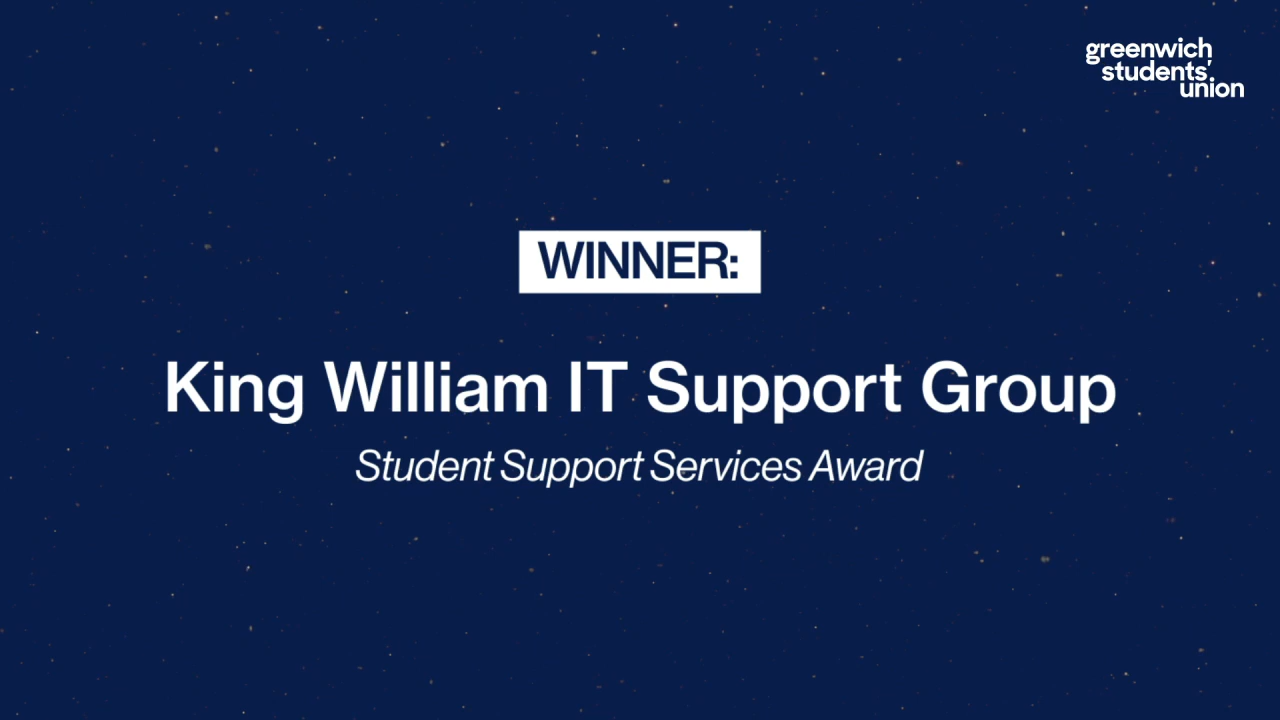 greenwich
students'
union
WINNER:
King William IT Support Group
Student Support Services Award